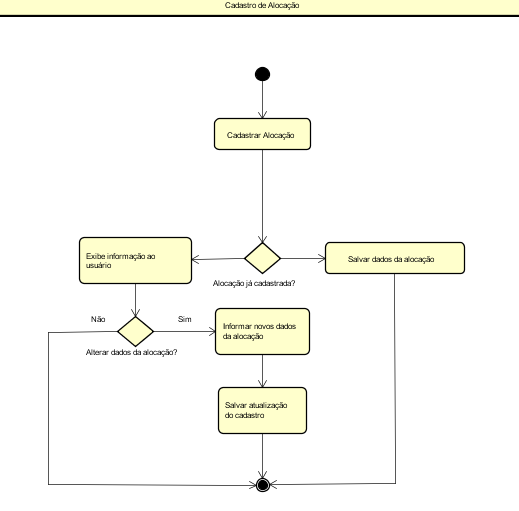 Cadastro de Alocação
Cadastrar Alocação
Exibe informação ao
usuário
Salvar dados da alocação
Alocação já cadastrada?
Não
Sim
Alterar dados da alocação?
Informar novos dados
da alocação
Salvar atualização
do cadastro